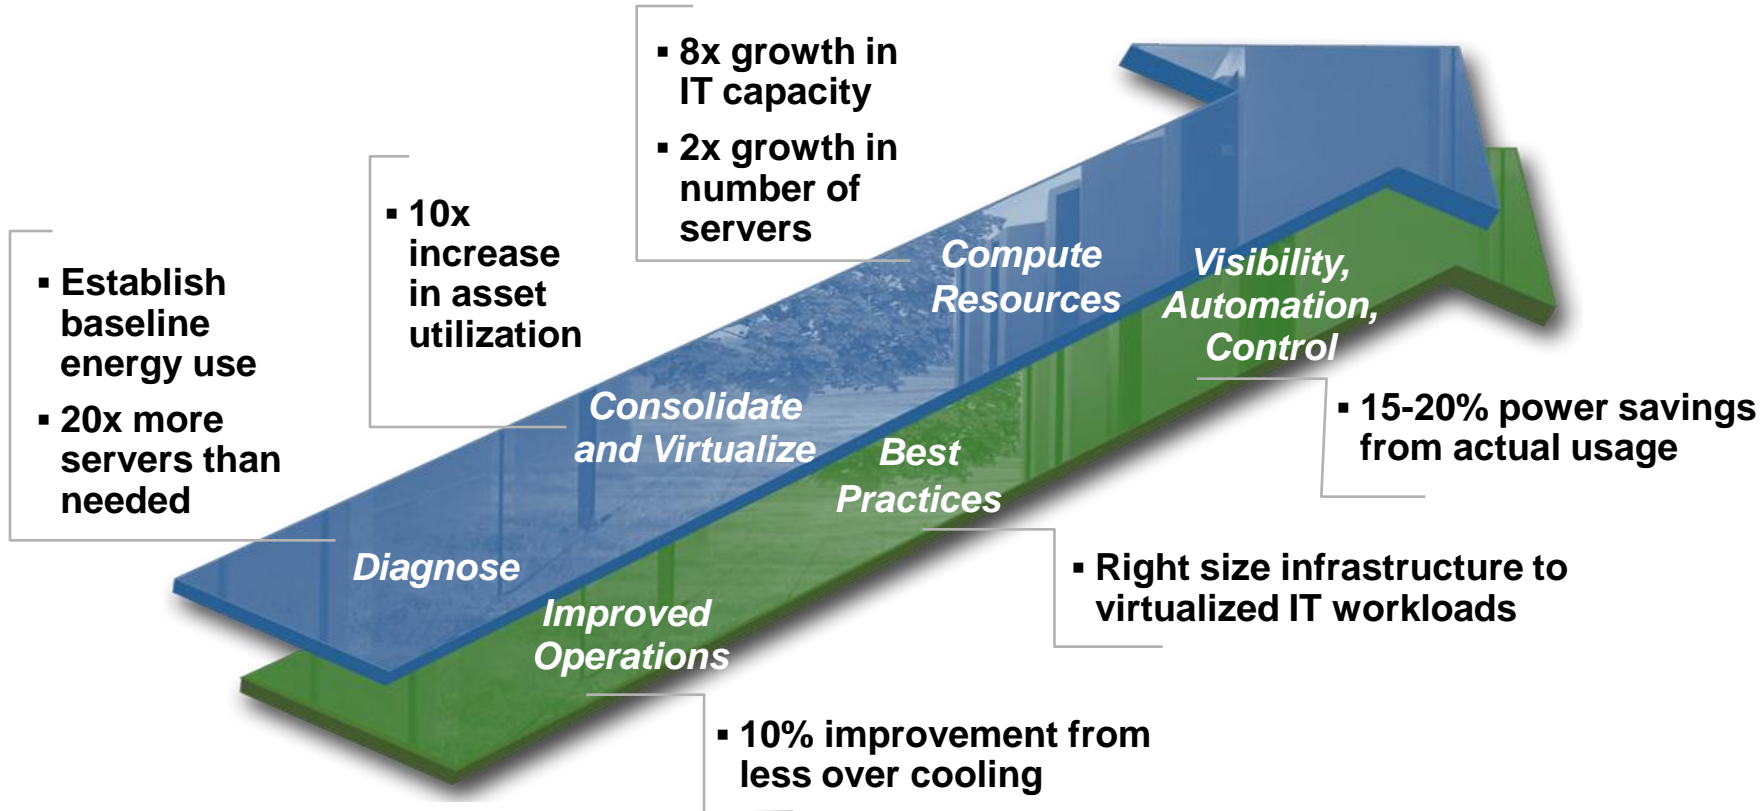 ▪ 8x growth in
IT capacity
▪ 2x growth in
number of
servers
▪ 10x
increase
in asset
utilization
▪ Establish
baseline
energy use
▪ 20x more
servers than
needed
Compute
Resources
Visibility,
Automation,
Control
Consolidate
and Virtualize
Best
Practices
Diagnose
Improved
Operations
▪ 15-20% power savings
from actual usage
▪ Right size infrastructure to
virtualized IT workloads
▪ 10% improvement from
less over cooling